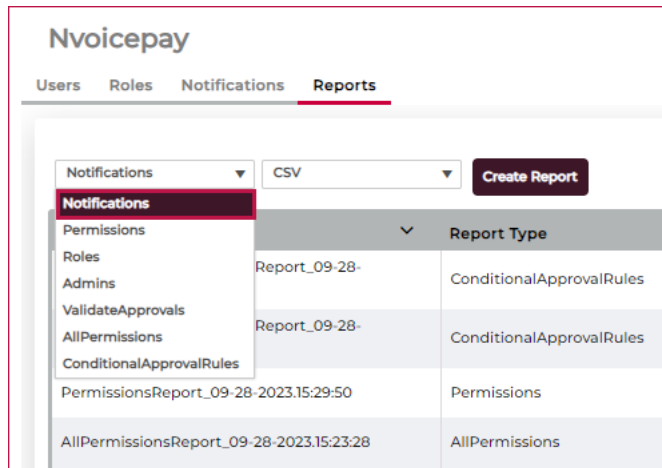 Nvoicepay
Users Roles Notifications Reports
Notifications CSV Create Report
Notifications
Permissions
Roles
Admins
ValidateApprovals
AllPermissions
ConditionalApprovalRules
Report Type
Report_09-28-
ConditionalApprovalRules
Report_09-28-
ConditionalApprovalRules
PermissionsReport_09-28-2023.15:29:50 Permissions
AllPermissionsReport_09-28-2023.15:23:28 AllPermissions